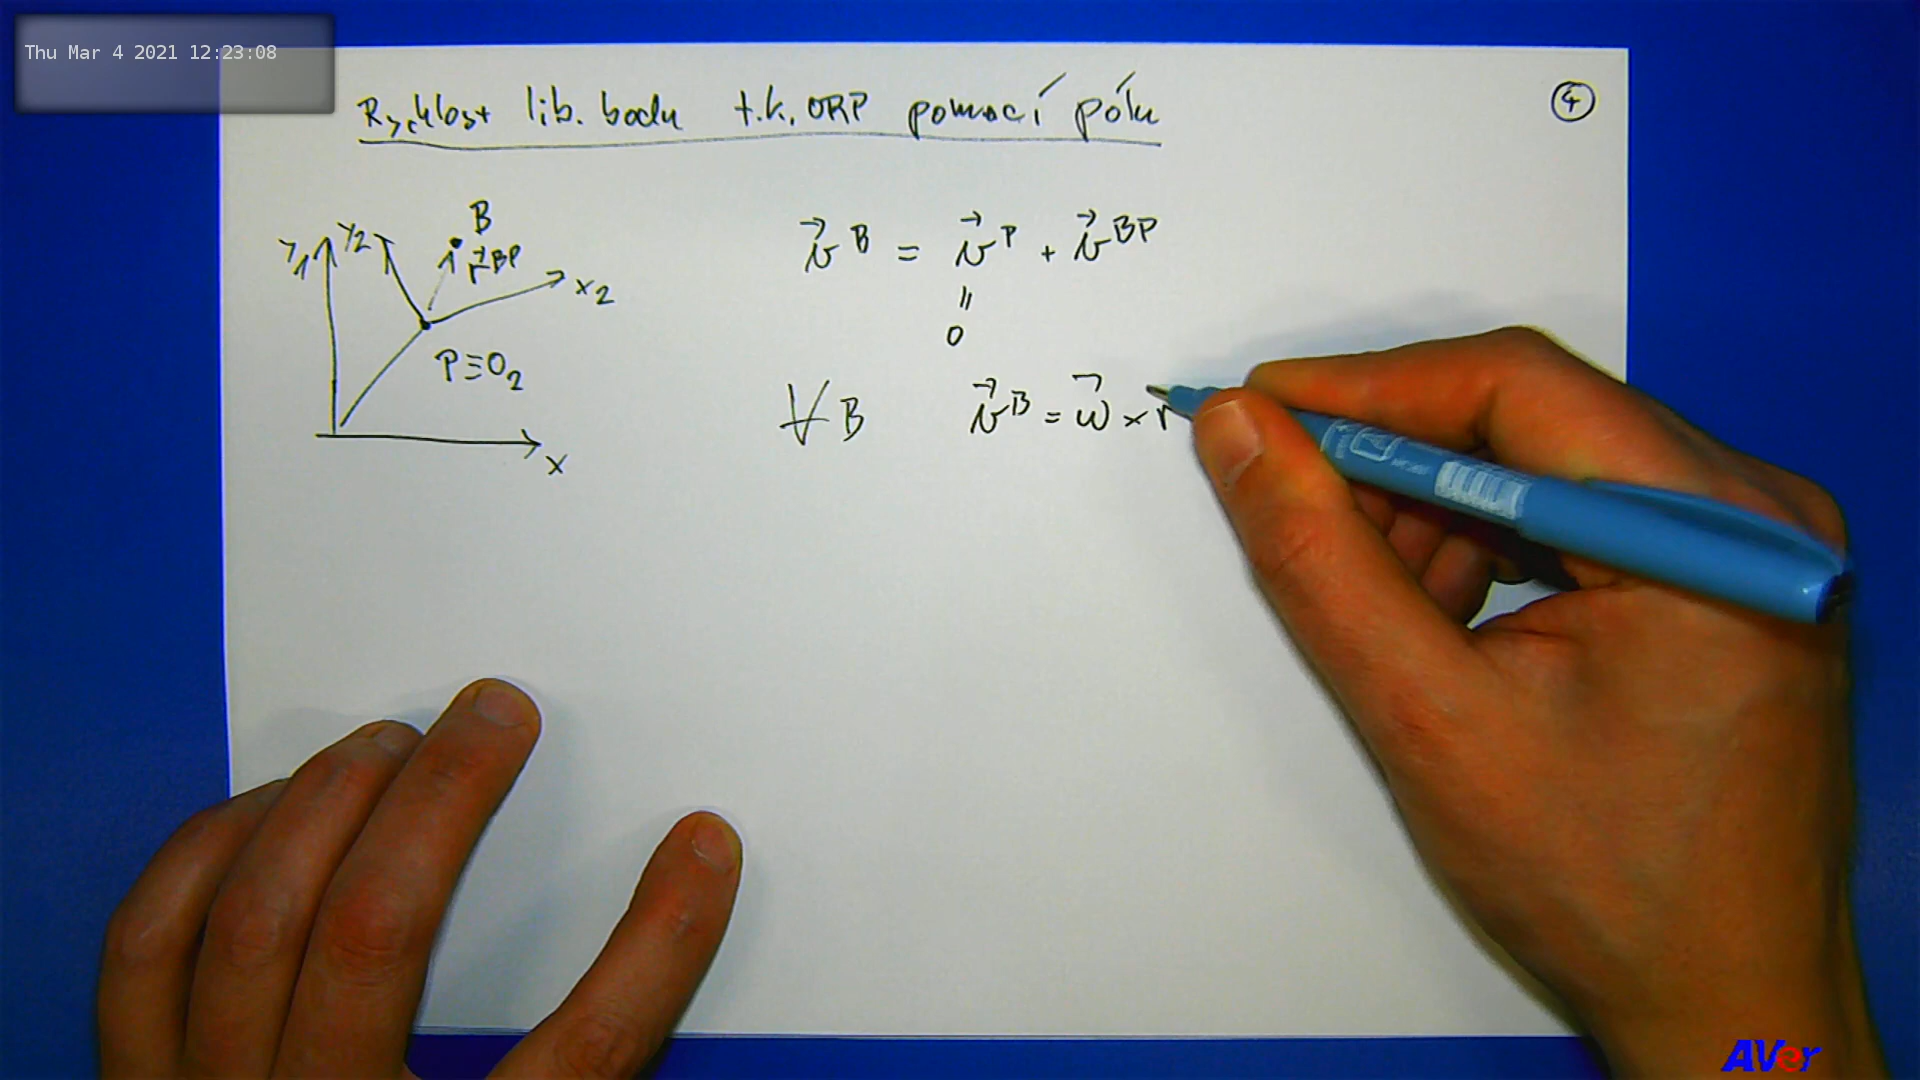 Thu Mar 4 2021 12:23:08
Rychlost lib. bodu t.k. ORP pomocí pólu
4
B
y1 y2
r⃗ BP
x2
P≡O2
x
v⃗ B = v⃗ P + v⃗ BP
=
0
∀B v⃗ B = ω⃗ × r
AVer